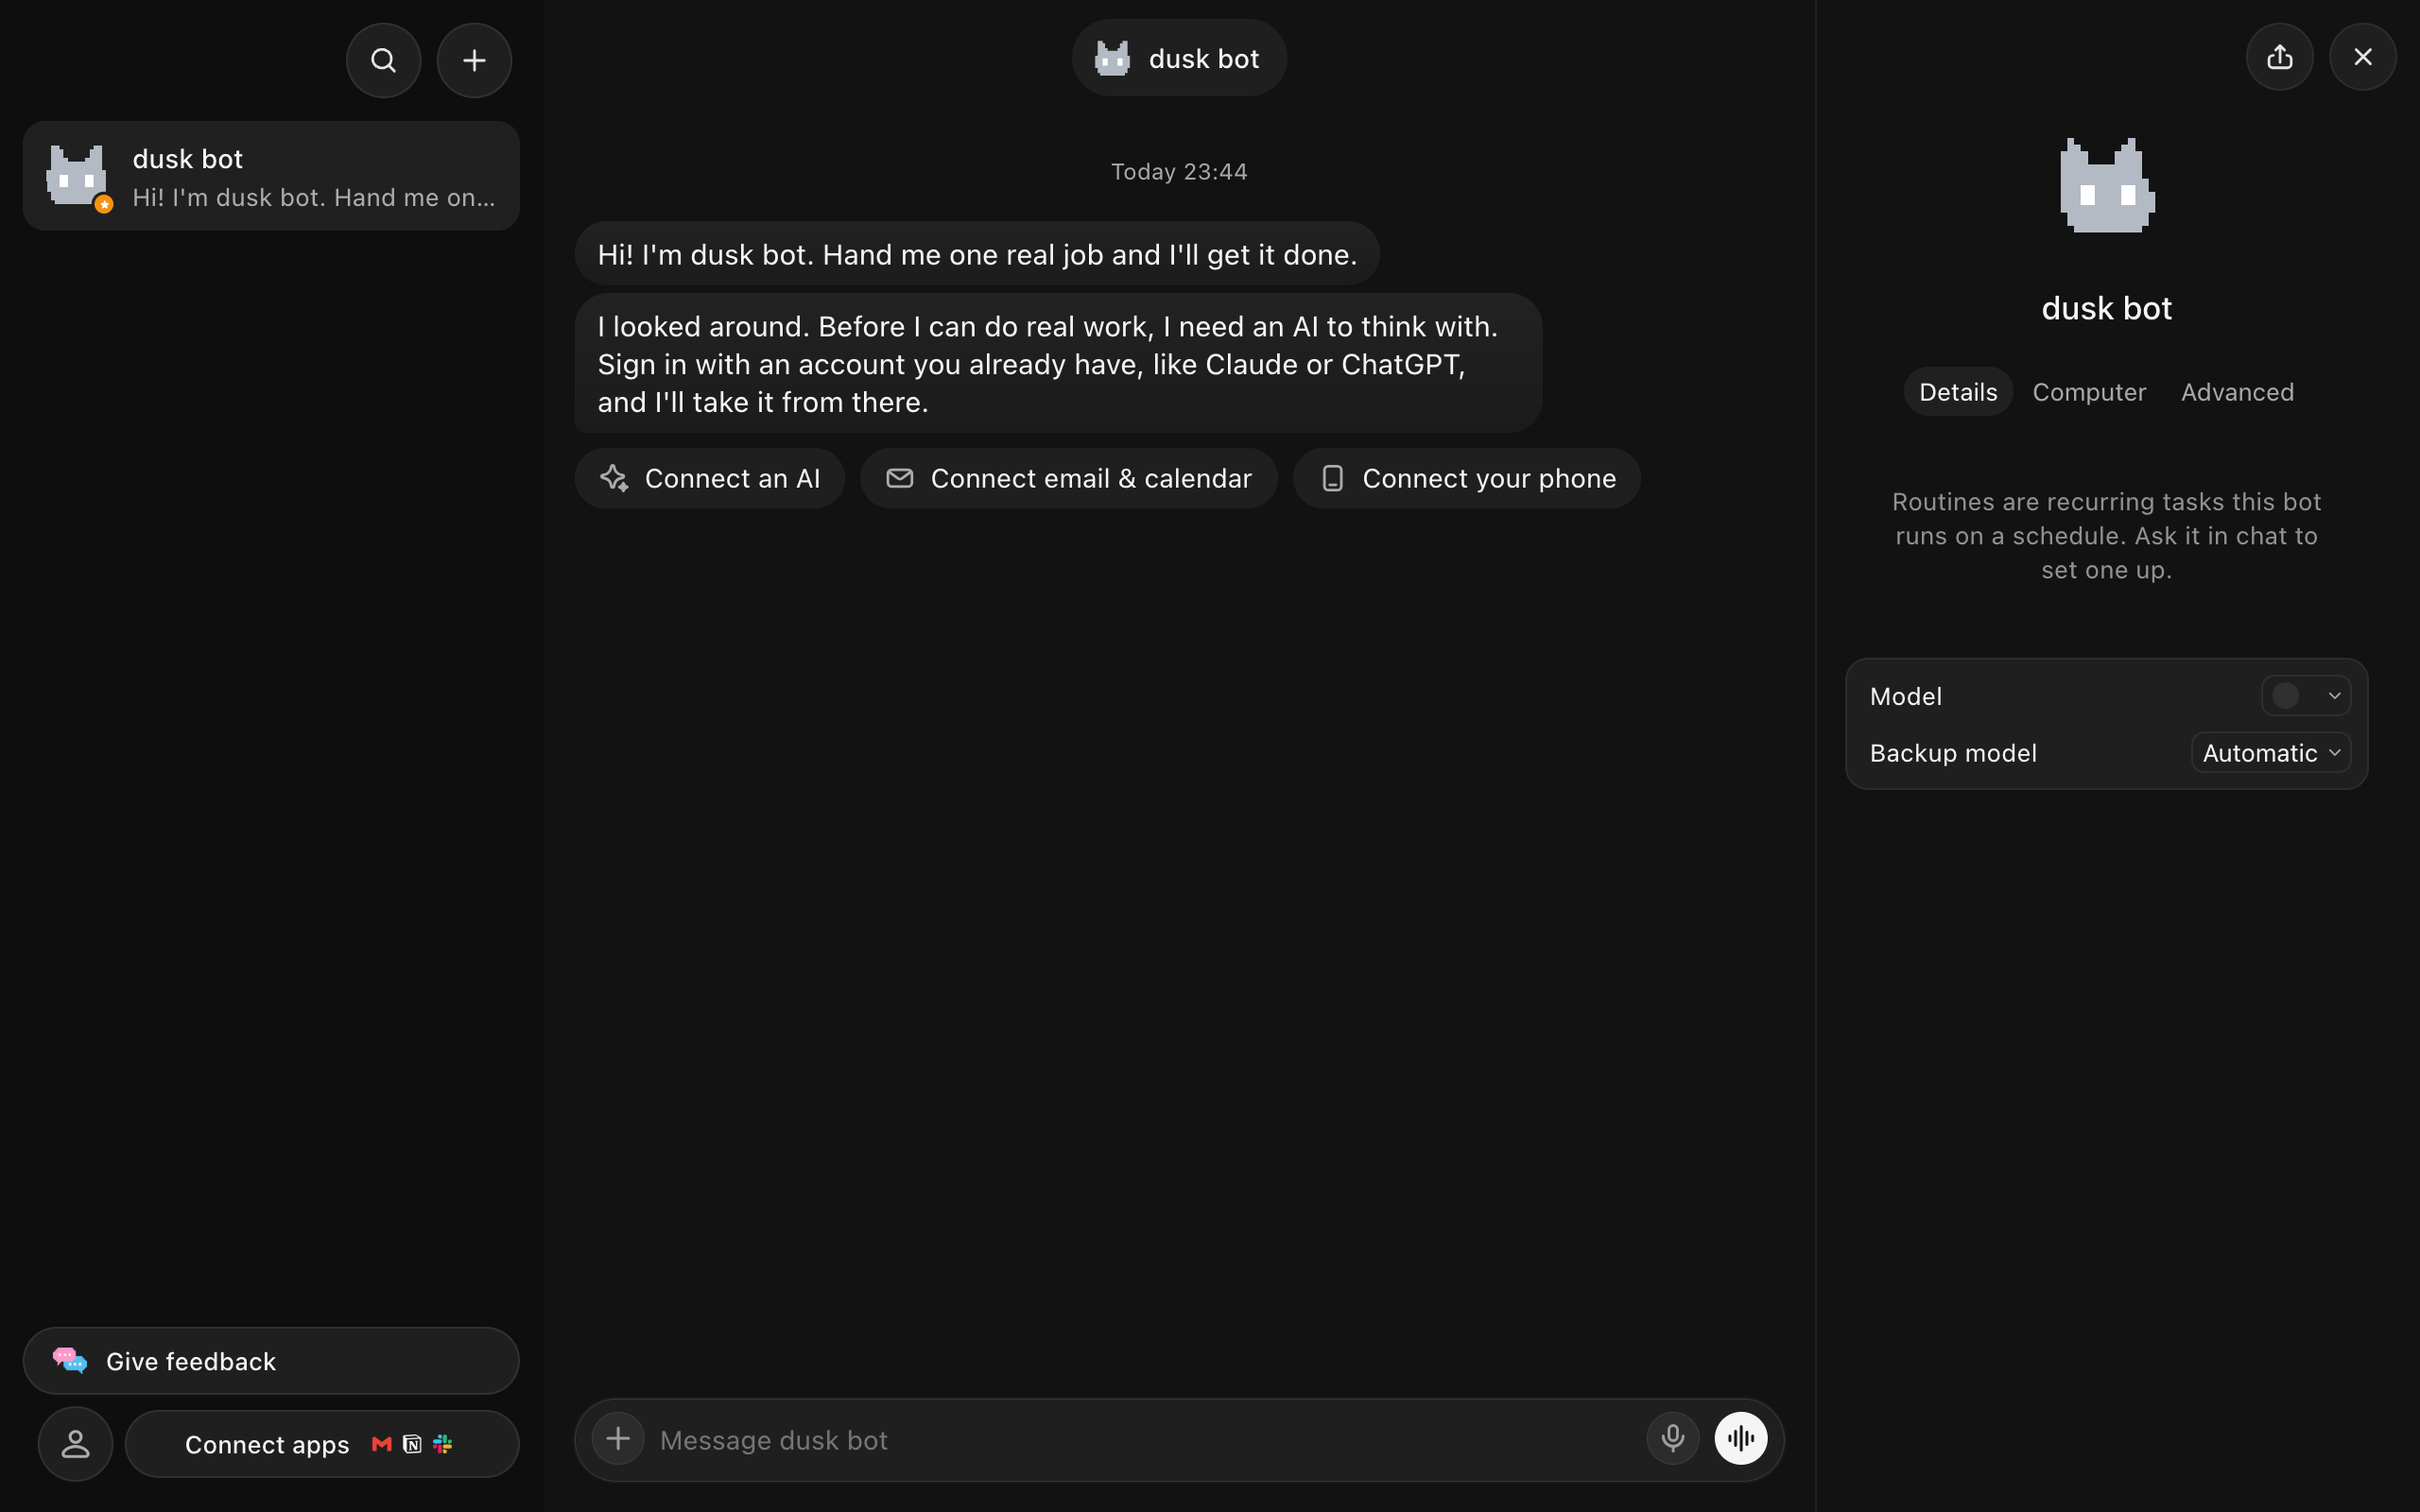 dusk bot
Hi! I'm dusk bot. Hand me on...
Give feedback
Connect apps
dusk bot
Today 23:44
Hi! I'm dusk bot. Hand me one real job and I'll get it done.
I looked around. Before I can do real work, I need an AI to think with.
Sign in with an account you already have, like Claude or ChatGPT,
and I'll take it from there.
Connect an AI
Connect email & calendar
Connect your phone
Message dusk bot
dusk bot
Details
Computer
Advanced
Routines are recurring tasks this bot
runs on a schedule. Ask it in chat to
set one up.
Model
Backup model
Automatic